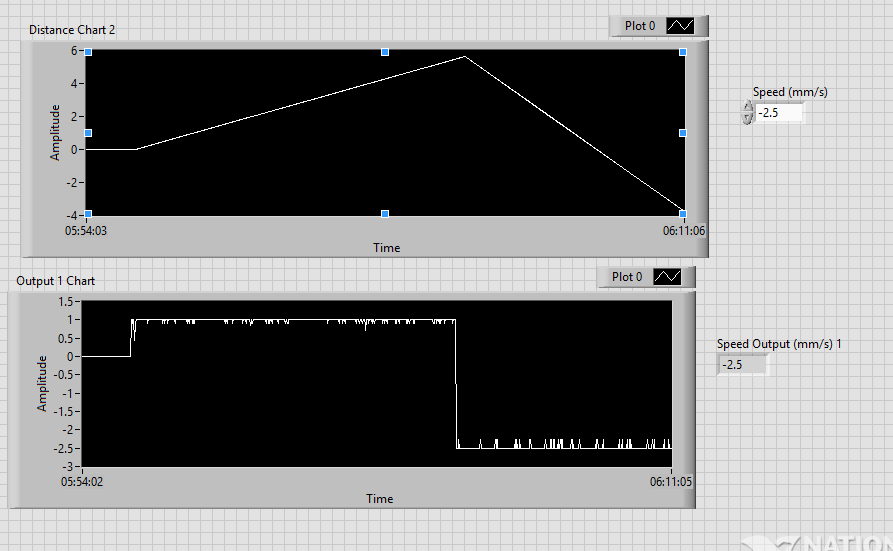 Distance Chart 2
Plot 0
6
4
2
0
-2
-4
Amplitude
05:54:03
06:11:06
Time
Speed (mm/s)
-2.5
Output 1 Chart
Plot 0
1.5
1
0.5
0
-0.5
-1
-1.5
-2
-2.5
-3
Amplitude
05:54:02
06:11:05
Time
Speed Output (mm/s) 1
-2.5
NATION